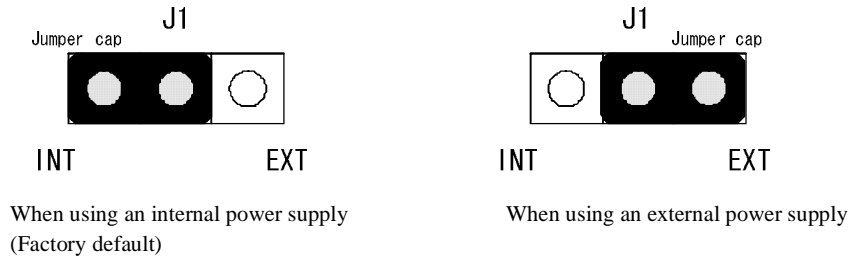 J1
Jumper cap
INT EXT
When using an internal power supply
(Factory default)
J1
Jumper cap
INT EXT
When using an external power supply